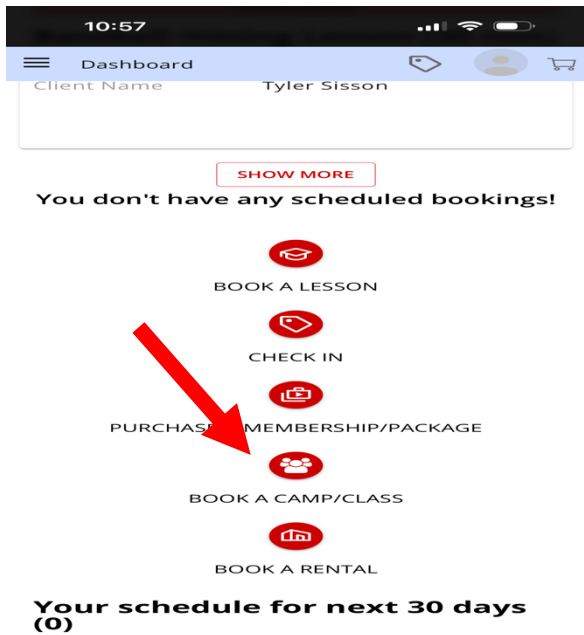 10:57
Dashboard
Client Name Tyler Sisson
SHOW MORE
You don't have any scheduled bookings!
BOOK A LESSON
CHECK IN
PURCHASE MEMBERSHIP/PACKAGE
BOOK A CAMP/CLASS
BOOK A RENTAL
Your schedule for next 30 days
(0)